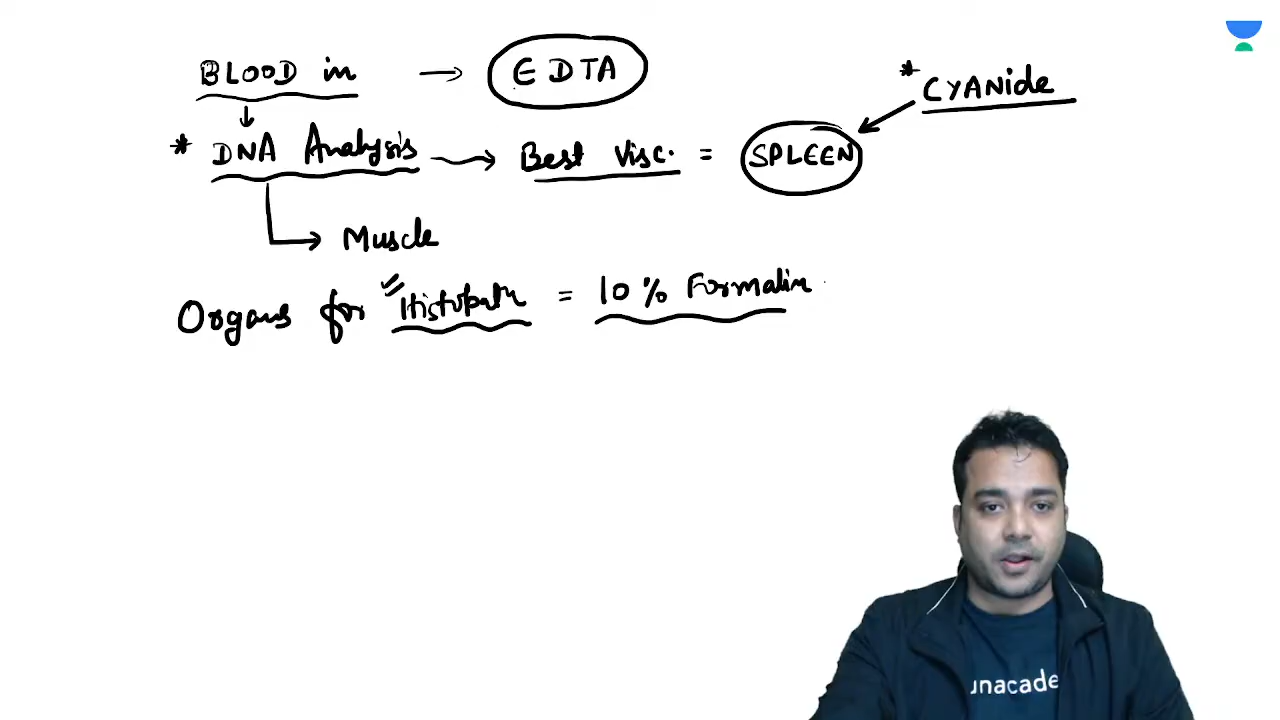 BLOOD in → EDTA
* CYANide
* DNA Analysis → Best Visc. = SPLEEN
Muscle
Organs for Histopath = 10 % Formalin
unacade